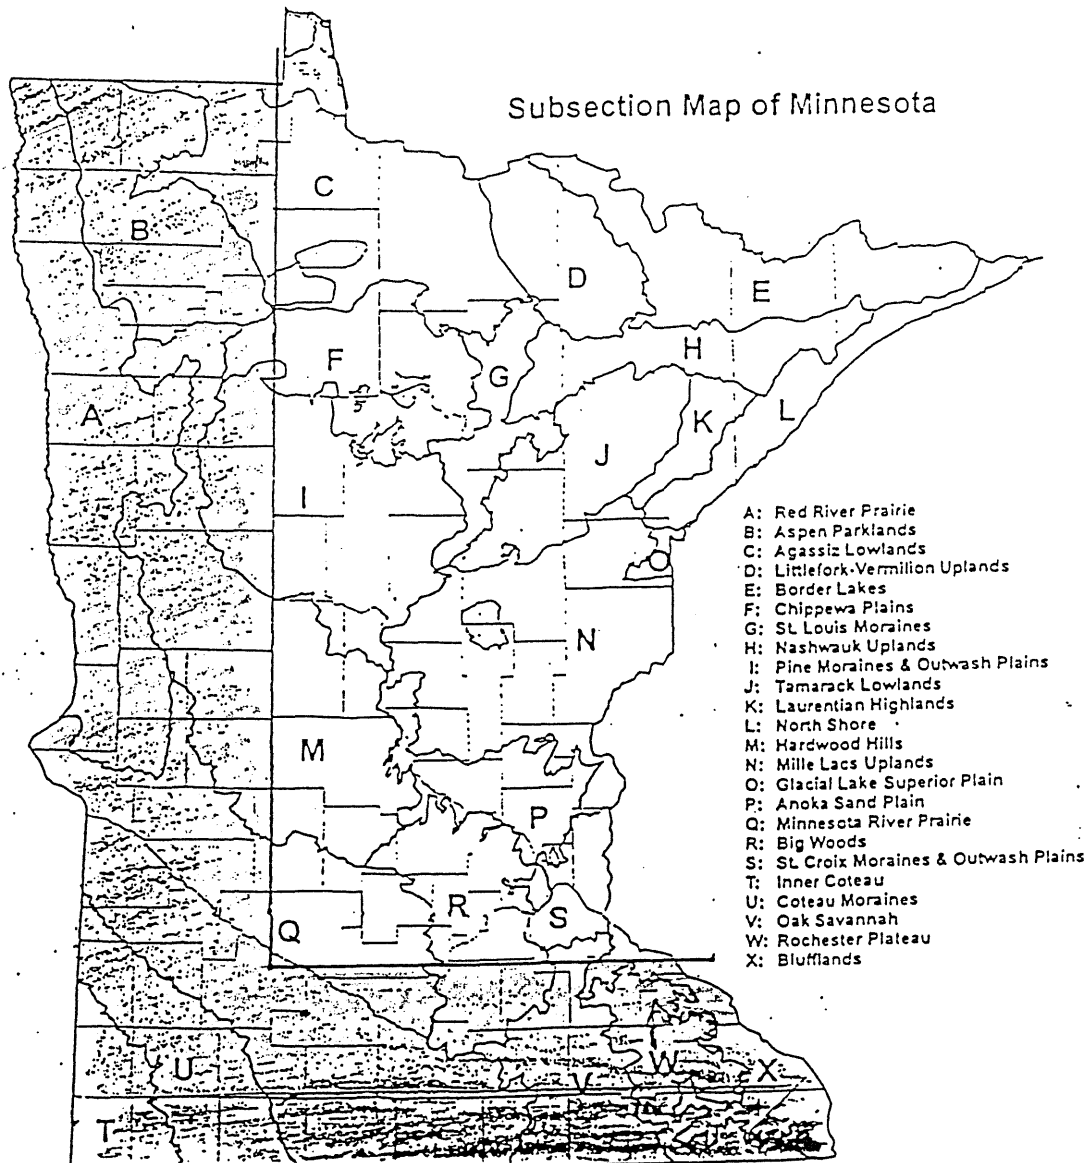 Subsection Map of Minnesota
C
B
D
E
H
F
G
A
K
L
J
I
O
N
M
P
R
S
Q
W
U
V
X
T
A: Red River Prairie
B: Aspen Parklands
C: Agassiz Lowlands
D: Littlefork-Vermilion Uplands
E: Border Lakes
F: Chippewa Plains
G: St. Louis Moraines
H: Nashwauk Uplands
I: Pine Moraines & Outwash Plains
J: Tamarack Lowlands
K: Laurentian Highlands
L: North Shore
M: Hardwood Hills
N: Mille Lacs Uplands
O: Glacial Lake Superior Plain
P: Anoka Sand Plain
Q: Minnesota River Prairie
R: Big Woods
S: St. Croix Moraines & Outwash Plains
T: Inner Coteau
U: Coteau Moraines
V: Oak Savannah
W: Rochester Plateau
X: Blufflands